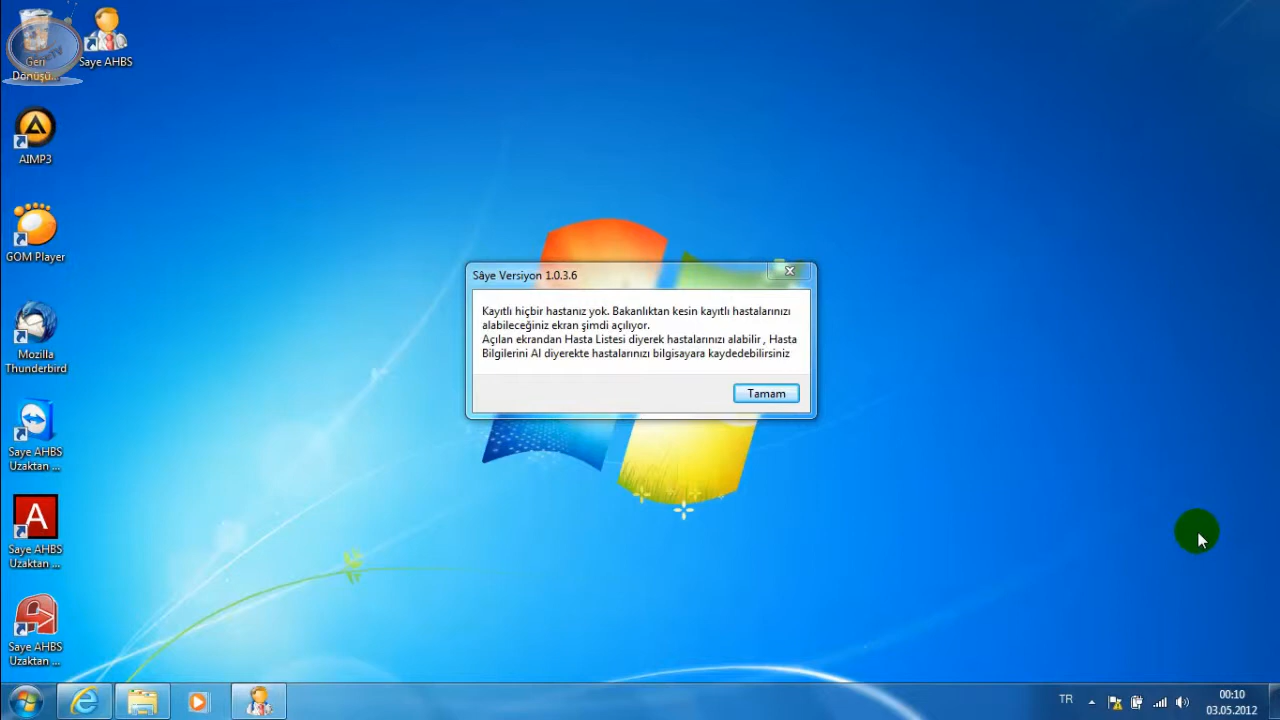 Geri
Dönüşü...
Saye AHBS
AIMP3
GOM Player
Mozilla
Thunderbird
Saye AHBS
Uzaktan ...
A
Saye AHBS
Uzaktan ...
Saye AHBS
Uzaktan ...
Sâye Versiyon 1.0.3.6
Kayıtlı hiçbir hastanız yok. Bakanlıktan kesin kayıtlı hastalarınızı
alabileceğiniz ekran şimdi açılıyor.
Açılan ekrandan Hasta Listesi diyerek hastalarınızı alabilir , Hasta
Bilgilerini Al diyerekte hastalarınızı bilgisayara kaydedebilirsiniz
Tamam
TR
00:10
03.05.2012